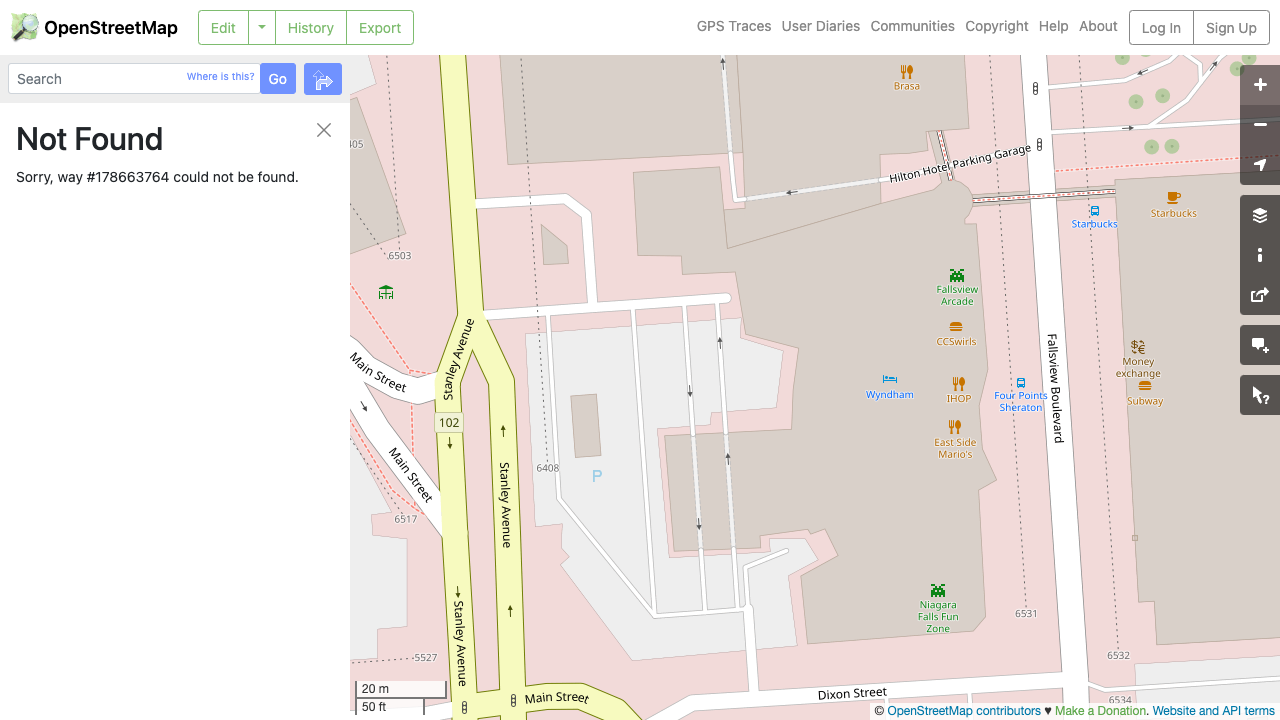 OpenStreetMap
Edit
History
Export
GPS Traces
User Diaries
Communities
Copyright
Help
About
Log In
Sign Up
Search
Where is this?
Go
Not Found
Sorry, way #178663764 could not be found.
405
6503
Main Street
Main Street
6517
5527
Stanley Avenue
102
Stanley Avenue
Stanley Avenue
Main Street
6408
P
Brasa
Hilton Hotel Parking Garage
Starbucks
Starbucks
Fallsview
Arcade
CCSwirls
Wyndham
IHOP
East Side
Mario's
Four Points
Sheraton
Fallsview Boulevard
Money
exchange
Subway
Niagara
Falls Fun
Zone
6531
6532
6534
Dixon Street
20 m
50 ft
© OpenStreetMap contributors ♥ Make a Donation. Website and API terms